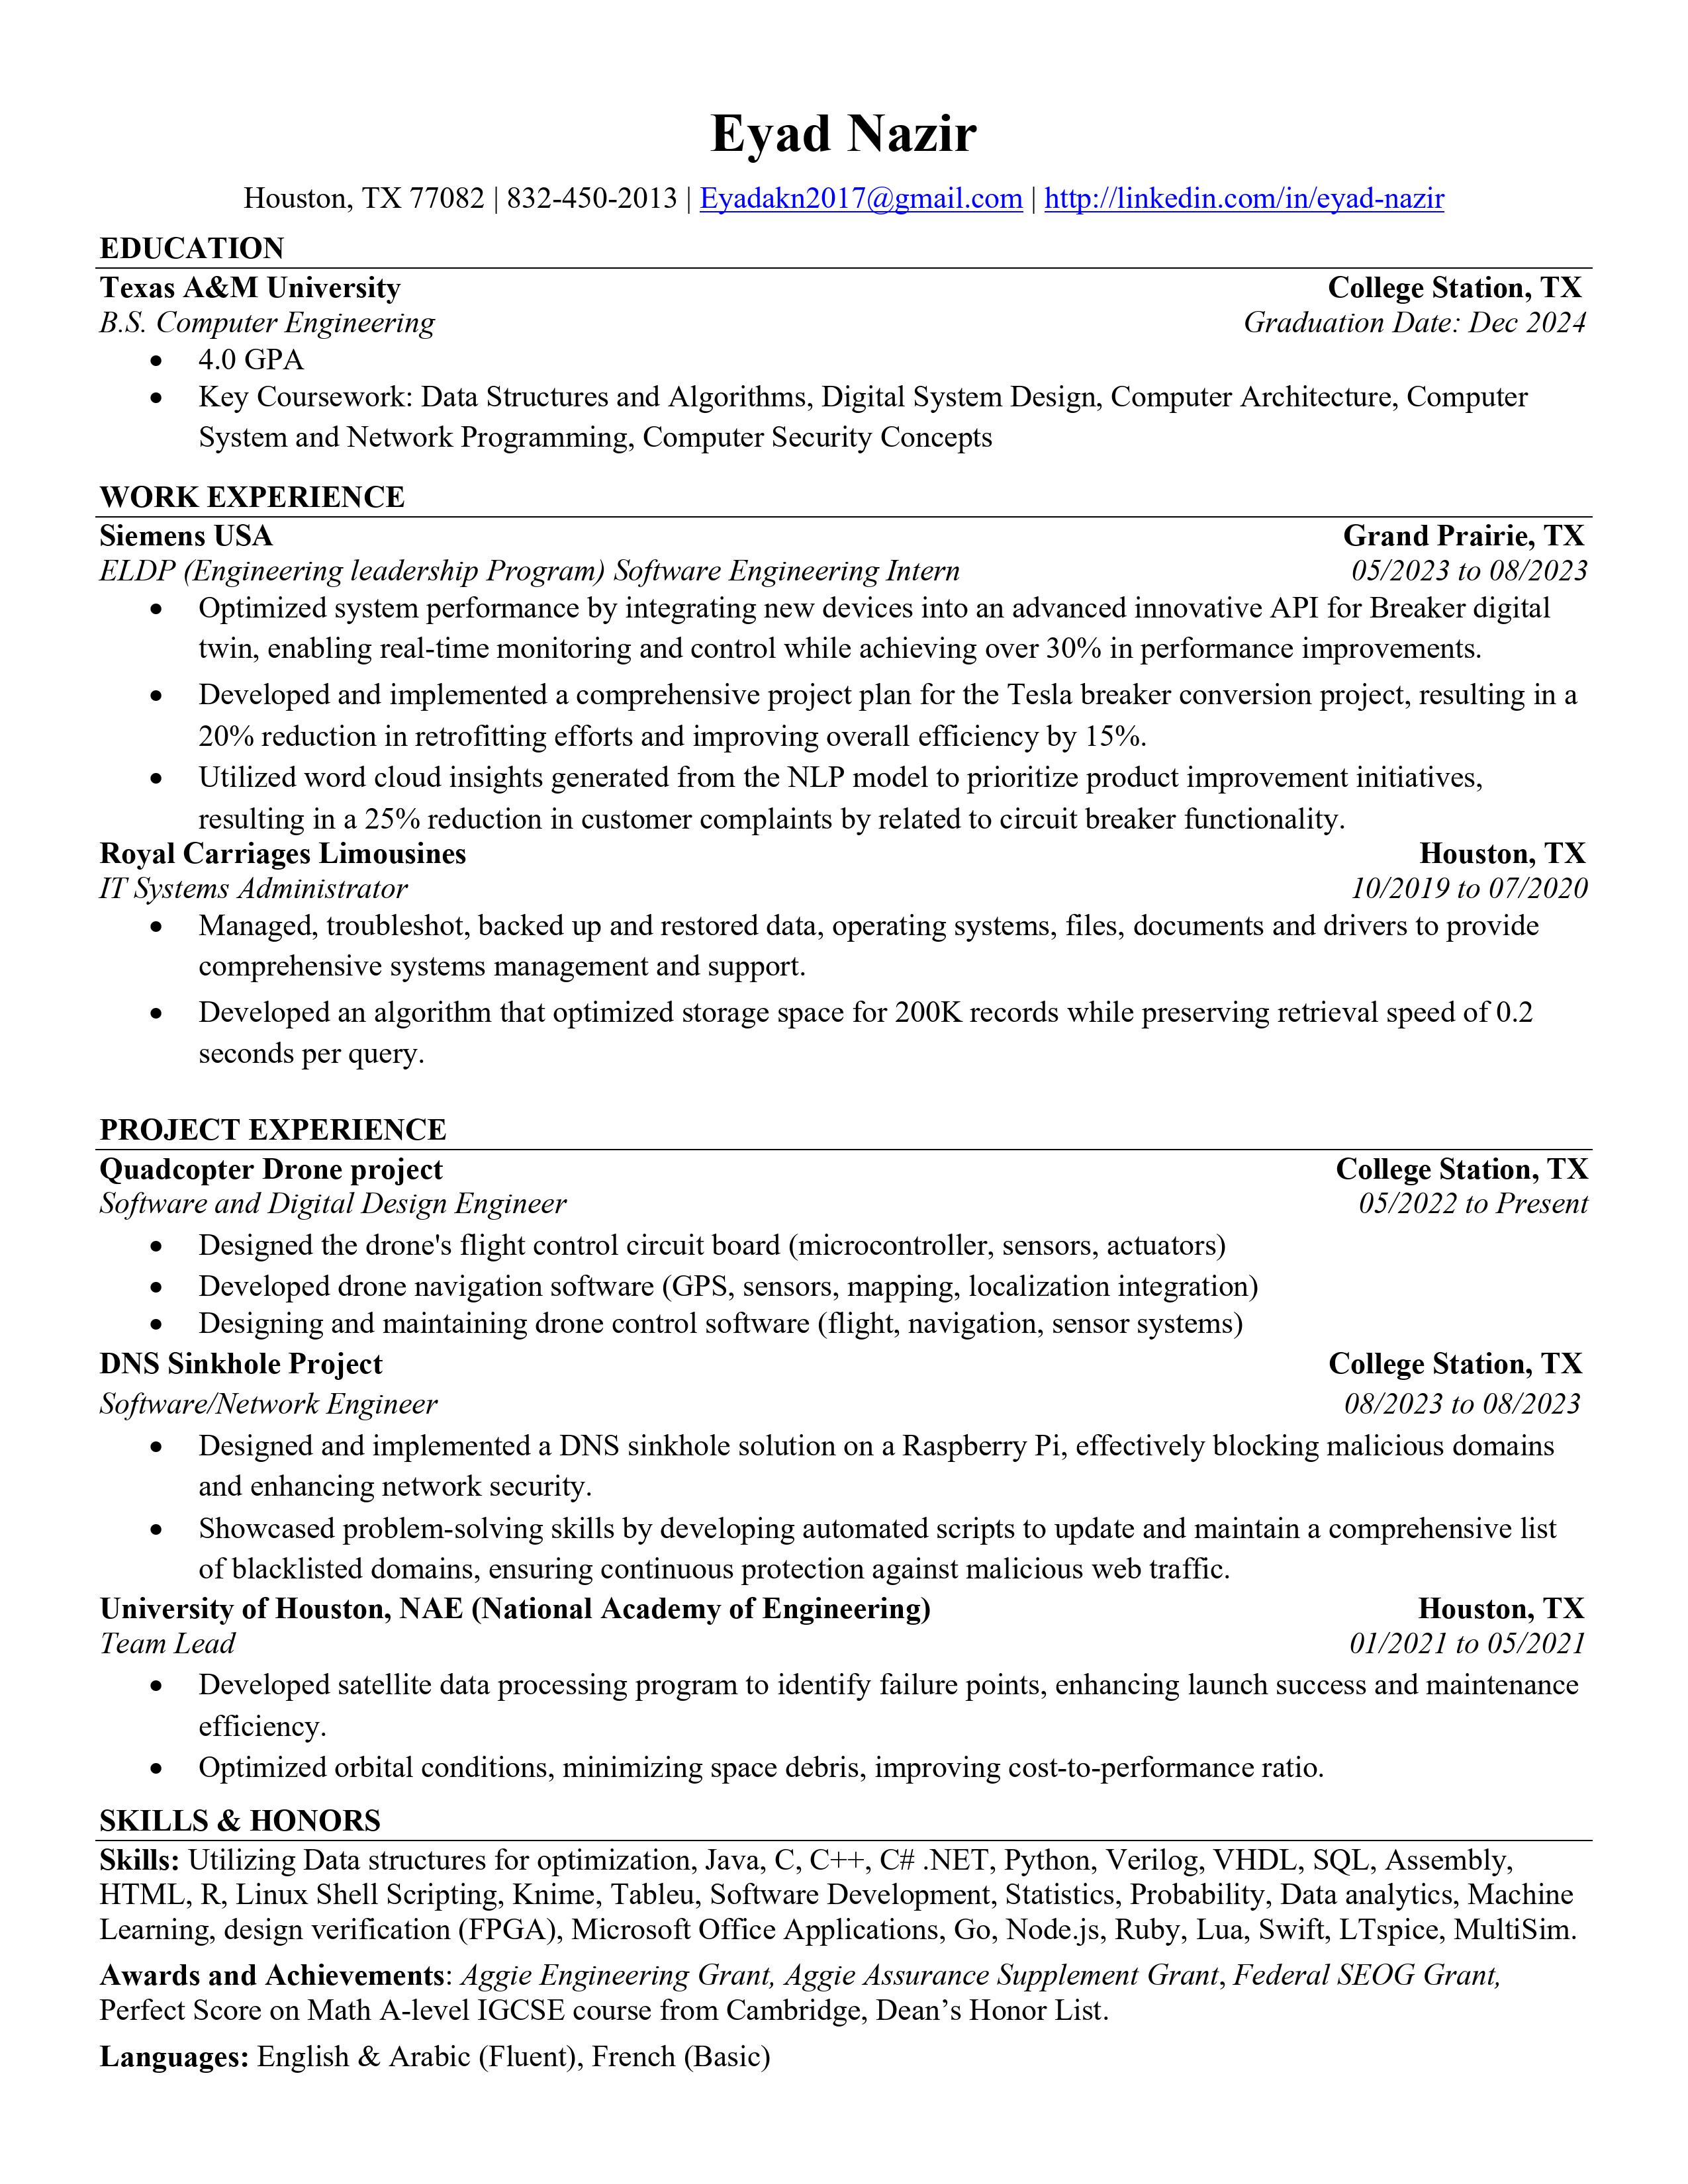 Eyad Nazir
Houston, TX 77082 | 832-450-2013 | Eyadakn2017@gmail.com | http://linkedin.com/in/eyad-nazir
EDUCATION
Texas A&M University College Station, TX
B.S. Computer Engineering Graduation Date: Dec 2024
• 4.0 GPA
• Key Coursework: Data Structures and Algorithms, Digital System Design, Computer Architecture, Computer
System and Network Programming, Computer Security Concepts
WORK EXPERIENCE
Siemens USA Grand Prairie, TX
ELDP (Engineering leadership Program) Software Engineering Intern 05/2023 to 08/2023
• Optimized system performance by integrating new devices into an advanced innovative API for Breaker digital
twin, enabling real-time monitoring and control while achieving over 30% in performance improvements.
• Developed and implemented a comprehensive project plan for the Tesla breaker conversion project, resulting in a
20% reduction in retrofitting efforts and improving overall efficiency by 15%.
• Utilized word cloud insights generated from the NLP model to prioritize product improvement initiatives,
resulting in a 25% reduction in customer complaints by related to circuit breaker functionality.
Royal Carriages Limousines Houston, TX
IT Systems Administrator 10/2019 to 07/2020
• Managed, troubleshot, backed up and restored data, operating systems, files, documents and drivers to provide
comprehensive systems management and support.
• Developed an algorithm that optimized storage space for 200K records while preserving retrieval speed of 0.2
seconds per query.
PROJECT EXPERIENCE
Quadcopter Drone project College Station, TX
Software and Digital Design Engineer 05/2022 to Present
• Designed the drone's flight control circuit board (microcontroller, sensors, actuators)
• Developed drone navigation software (GPS, sensors, mapping, localization integration)
• Designing and maintaining drone control software (flight, navigation, sensor systems)
DNS Sinkhole Project College Station, TX
Software/Network Engineer 08/2023 to 08/2023
• Designed and implemented a DNS sinkhole solution on a Raspberry Pi, effectively blocking malicious domains
and enhancing network security.
• Showcased problem-solving skills by developing automated scripts to update and maintain a comprehensive list
of blacklisted domains, ensuring continuous protection against malicious web traffic.
University of Houston, NAE (National Academy of Engineering) Houston, TX
Team Lead 01/2021 to 05/2021
• Developed satellite data processing program to identify failure points, enhancing launch success and maintenance
efficiency.
• Optimized orbital conditions, minimizing space debris, improving cost-to-performance ratio.
SKILLS & HONORS
Skills: Utilizing Data structures for optimization, Java, C, C++, C# .NET, Python, Verilog, VHDL, SQL, Assembly,
HTML, R, Linux Shell Scripting, Knime, Tableu, Software Development, Statistics, Probability, Data analytics, Machine
Learning, design verification (FPGA), Microsoft Office Applications, Go, Node.js, Ruby, Lua, Swift, LTspice, MultiSim.
Awards and Achievements: Aggie Engineering Grant, Aggie Assurance Supplement Grant, Federal SEOG Grant,
Perfect Score on Math A-level IGCSE course from Cambridge, Dean’s Honor List.
Languages: English & Arabic (Fluent), French (Basic)